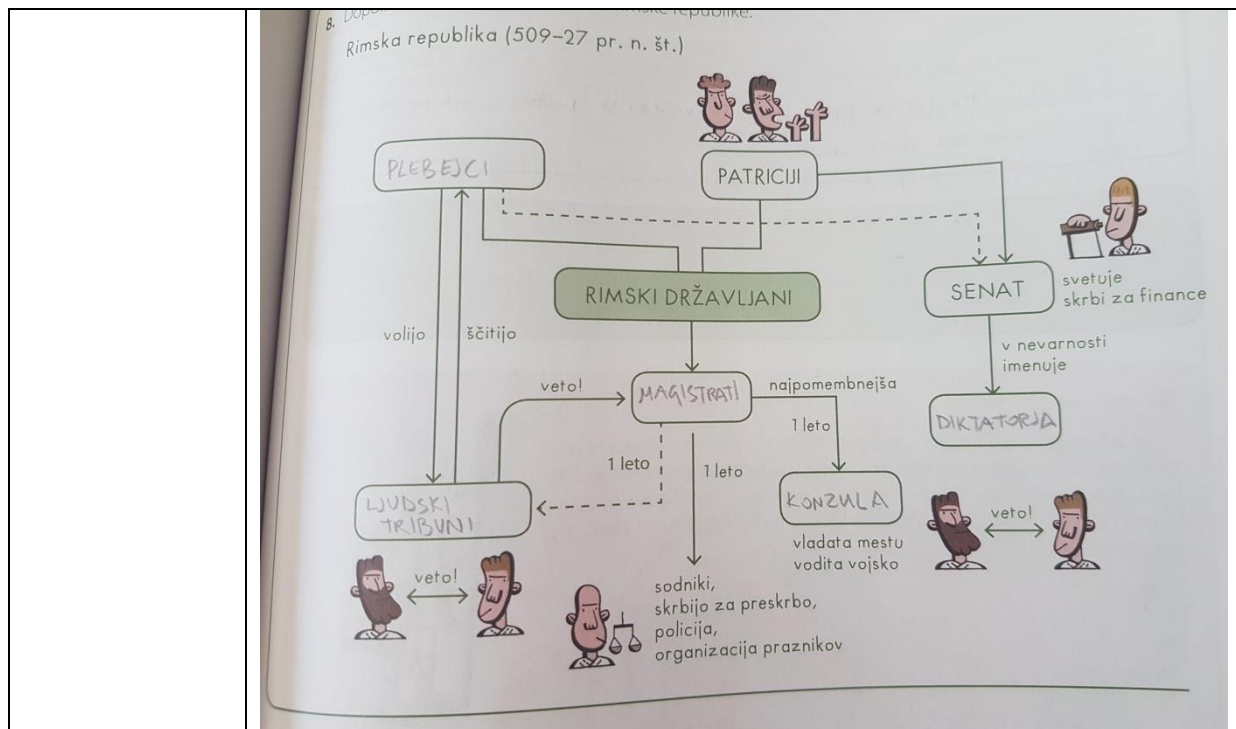 8.
Rimska republika (509–27 pr. n. št.)
PLEBEJCI
PATRICIJI
RIMSKI DRŽAVLJANI
SENAT
svetuje
skrbi za finance
volijo
ščitijo
v nevarnosti
imenuje
veto!
MAGISTRATI
najpomembnejša
1 leto
DIKTATORJA
1 leto
1 leto
LJUDSKI
TRIBUNI
KONZULA
veto!
vladata mestu
vodita vojsko
veto!
sodniki,
skrbijo za preskrbo,
policija,
organizacija praznikov